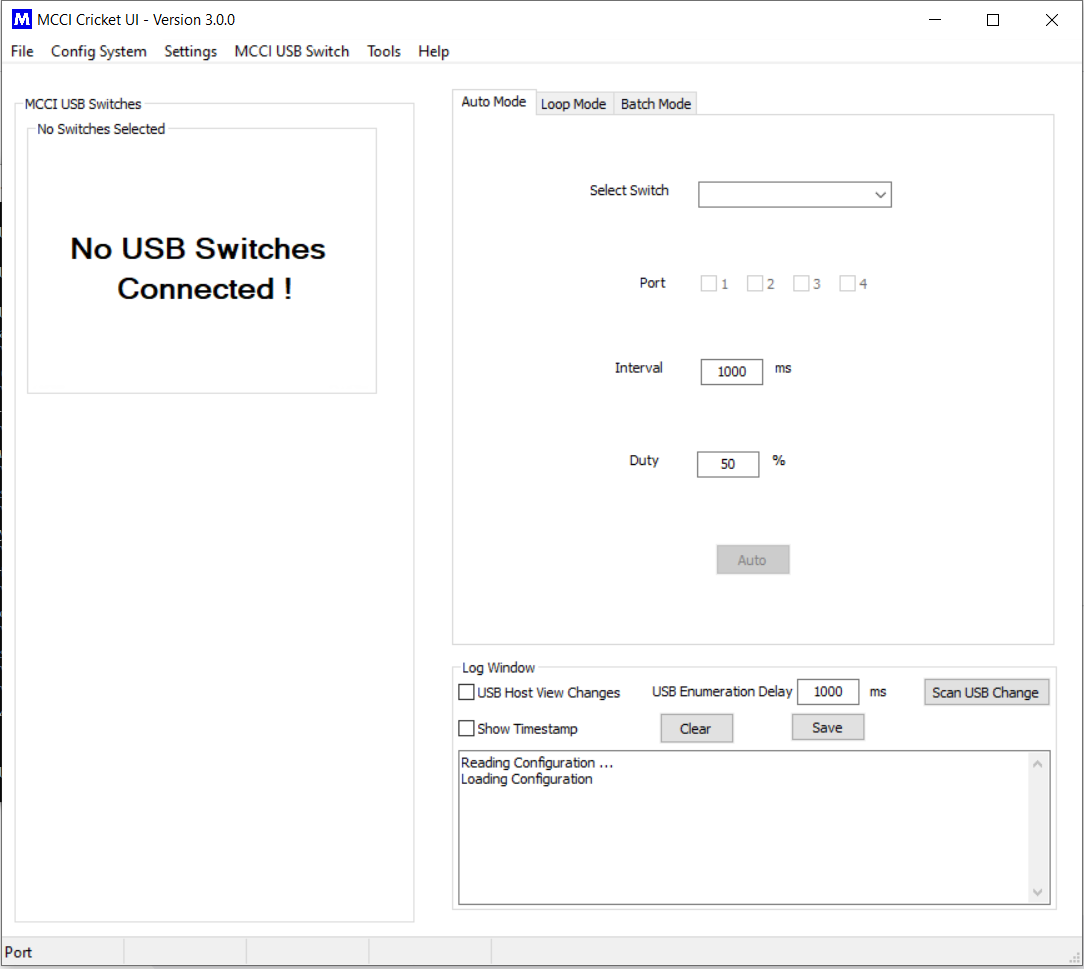 M MCCI Cricket UI - Version 3.0.0
File Config System Settings MCCI USB Switch Tools Help
MCCI USB Switches
No Switches Selected
No USB Switches
Connected !
Auto Mode Loop Mode Batch Mode
Select Switch
Port 1 2 3 4
Interval 1000 ms
Duty 50 %
Auto
Log Window
USB Host View Changes USB Enumeration Delay 1000 ms Scan USB Change
Show Timestamp Clear Save
Reading Configuration ...
Loading Configuration
Port